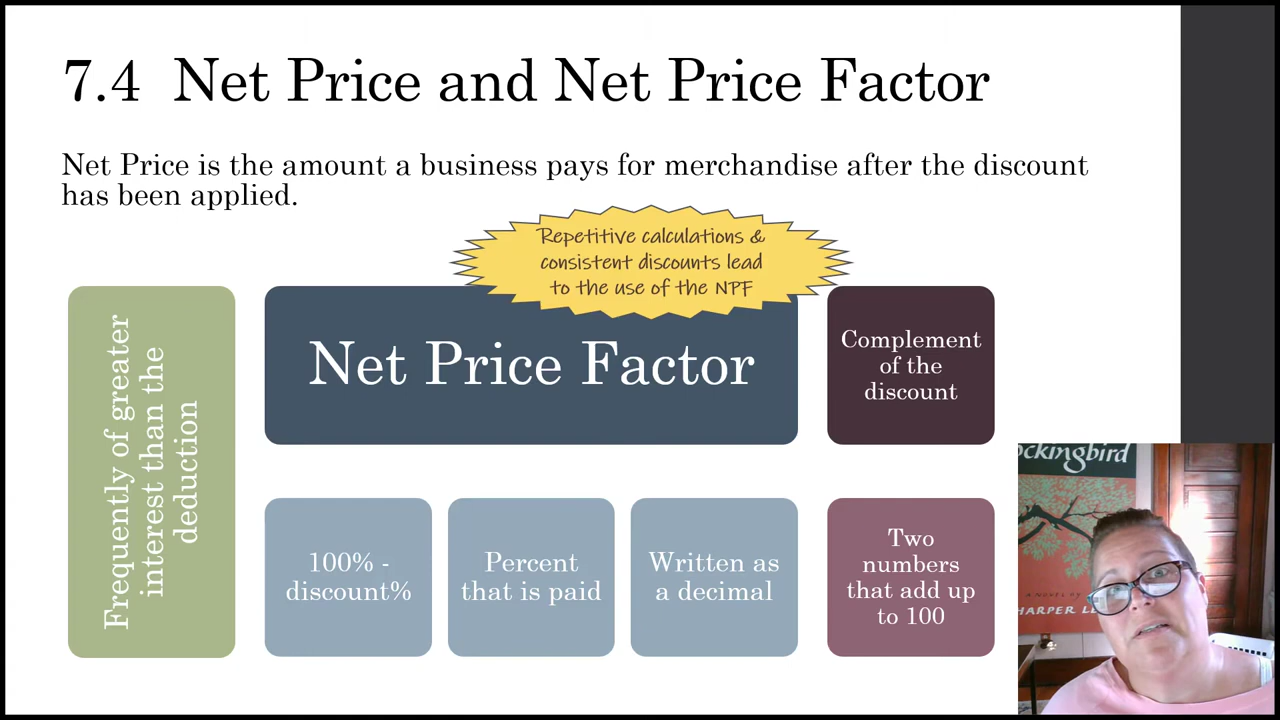 7.4 Net Price and Net Price Factor
Net Price is the amount a business pays for merchandise after the discount
has been applied.
Repetitive calculations &
consistent discounts lead
to the use of the NPF
Frequently of greater
interest than the
deduction
Net Price Factor
Complement
of the
discount
100% -
discount%
Percent
that is paid
Written as
a decimal
Two
numbers
that add up
to 100
ockingbird
HARPER LE